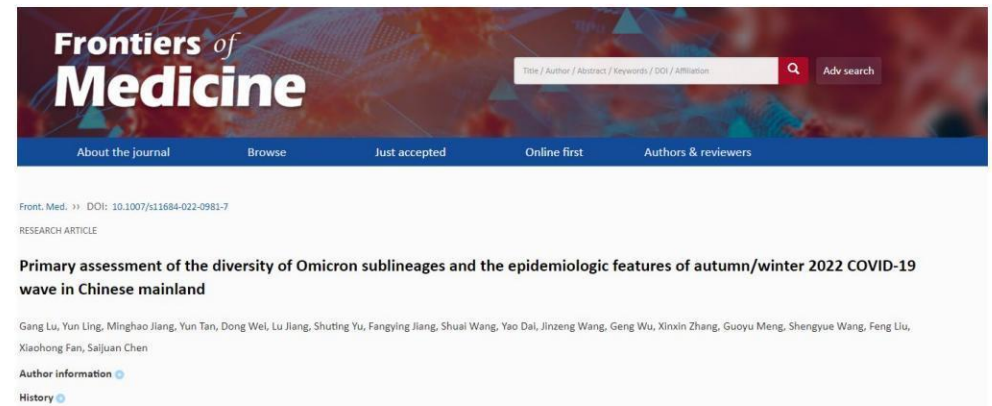 Frontiers of
Medicine
Title / Author / Abstract / Keywords / DOI / Affiliation
Adv search
About the journal
Browse
Just accepted
Online first
Authors & reviewers
Front. Med. ›› DOI: 10.1007/s11684-022-0981-7
RESEARCH ARTICLE
Primary assessment of the diversity of Omicron sublineages and the epidemiologic features of autumn/winter 2022 COVID-19
wave in Chinese mainland
Gang Lu, Yun Ling, Minghao Jiang, Yun Tan, Dong Wei, Lu Jiang, Shuting Yu, Fangying Jiang, Shuai Wang, Yao Dai, Jinzeng Wang, Geng Wu, Xinxin Zhang, Guoyu Meng, Shengyue Wang, Feng Liu,
Xiaohong Fan, Saijuan Chen
Author information
History